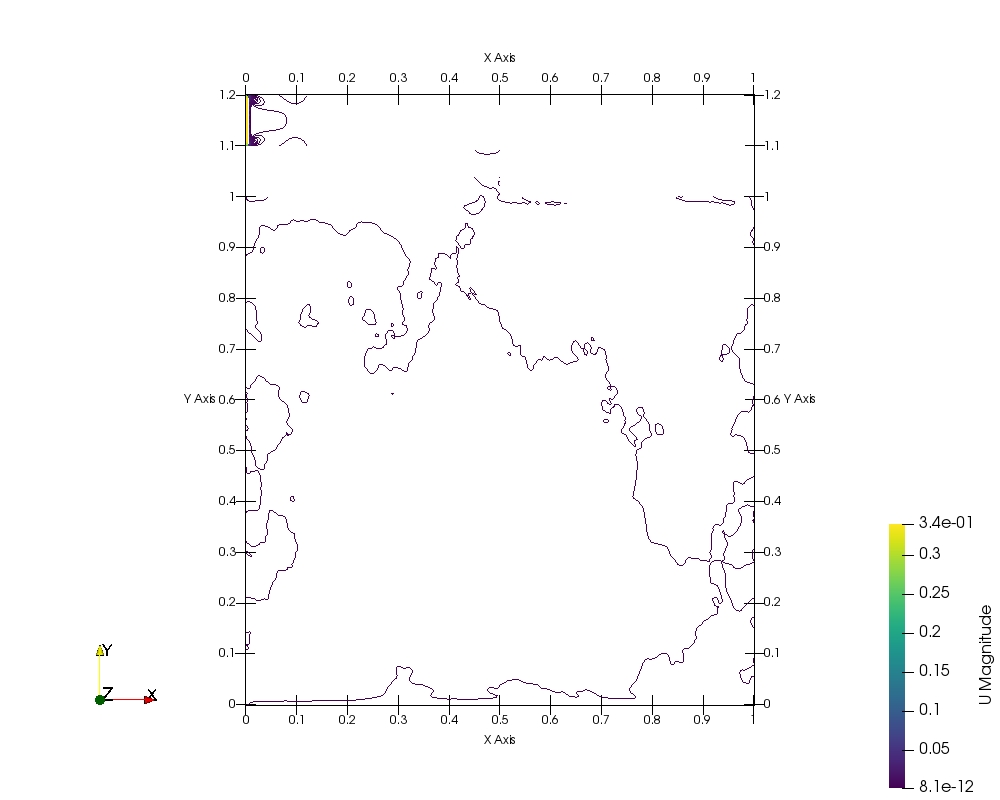 X Axis
0 0.1 0.2 0.3 0.4 0.5 0.6 0.7 0.8 0.9 1
1.2 1.2
1.1 1.1
1 1
0.9 0.9
0.8 0.8
0.7 0.7
Y Axis 0.6 0.6 Y Axis
0.5 0.5
0.4 0.4
0.3 0.3
0.2 0.2
0.1 0.1
0 0
0 0.1 0.2 0.3 0.4 0.5 0.6 0.7 0.8 0.9 1
X Axis
Y
Z X
3.4e-01
0.3
0.25
0.2
0.15
0.1
0.05
8.1e-12
U Magnitude